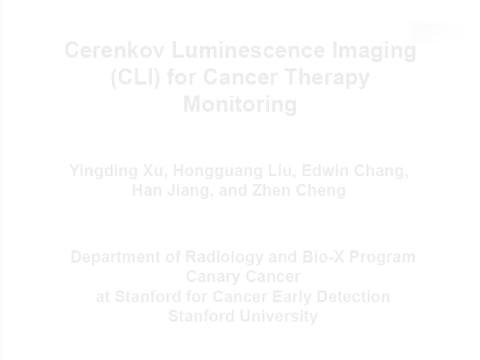 Cerenkov Luminescence Imaging
(CLI) for Cancer Therapy
Monitoring
Yingding Xu, Hongguang Liu, Edwin Chang,
Han Jiang, and Zhen Cheng
Department of Radiology and Bio-X Program
Canary Cancer
at Stanford for Cancer Early Detection
Stanford University